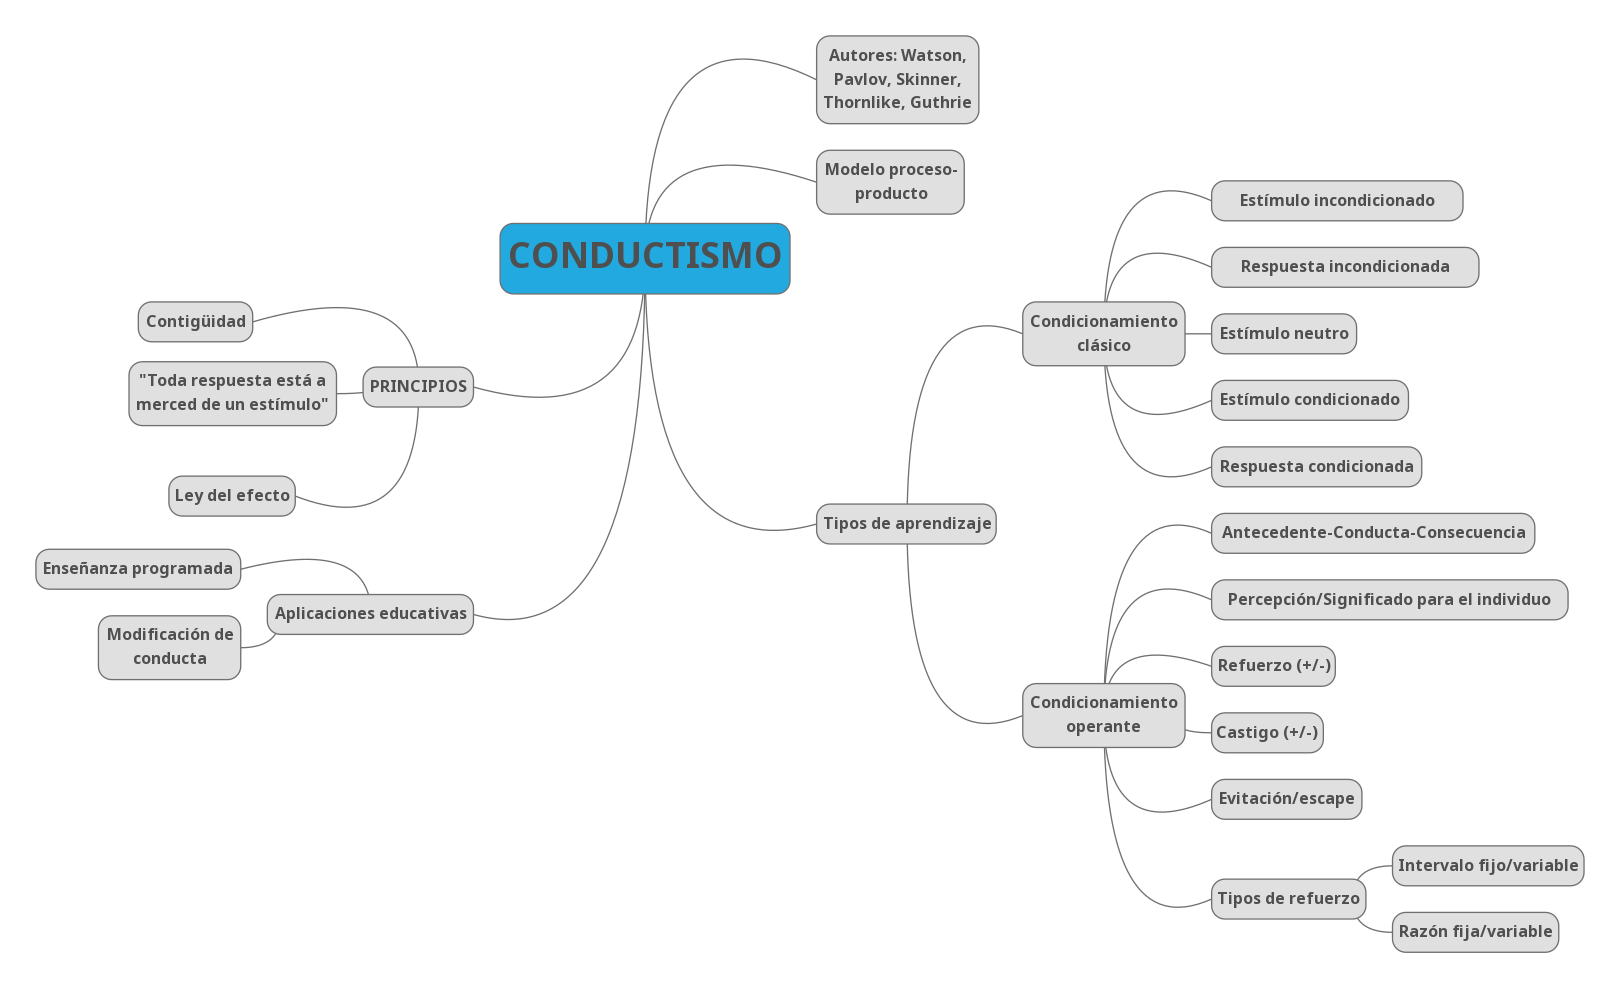 Autores: Watson,
Pavlov, Skinner,
Thornlike, Guthrie
Modelo proceso-
producto
CONDUCTISMO
Contigüidad
"Toda respuesta está a
merced de un estímulo"
PRINCIPIOS
Ley del efecto
Enseñanza programada
Aplicaciones educativas
Modificación de
conducta
Tipos de aprendizaje
Condicionamiento
clásico
Estímulo incondicionado
Respuesta incondicionada
Estímulo neutro
Estímulo condicionado
Respuesta condicionada
Condicionamiento
operante
Antecedente-Conducta-Consecuencia
Percepción/Significado para el individuo
Refuerzo (+/-)
Castigo (+/-)
Evitación/escape
Tipos de refuerzo
Intervalo fijo/variable
Razón fija/variable